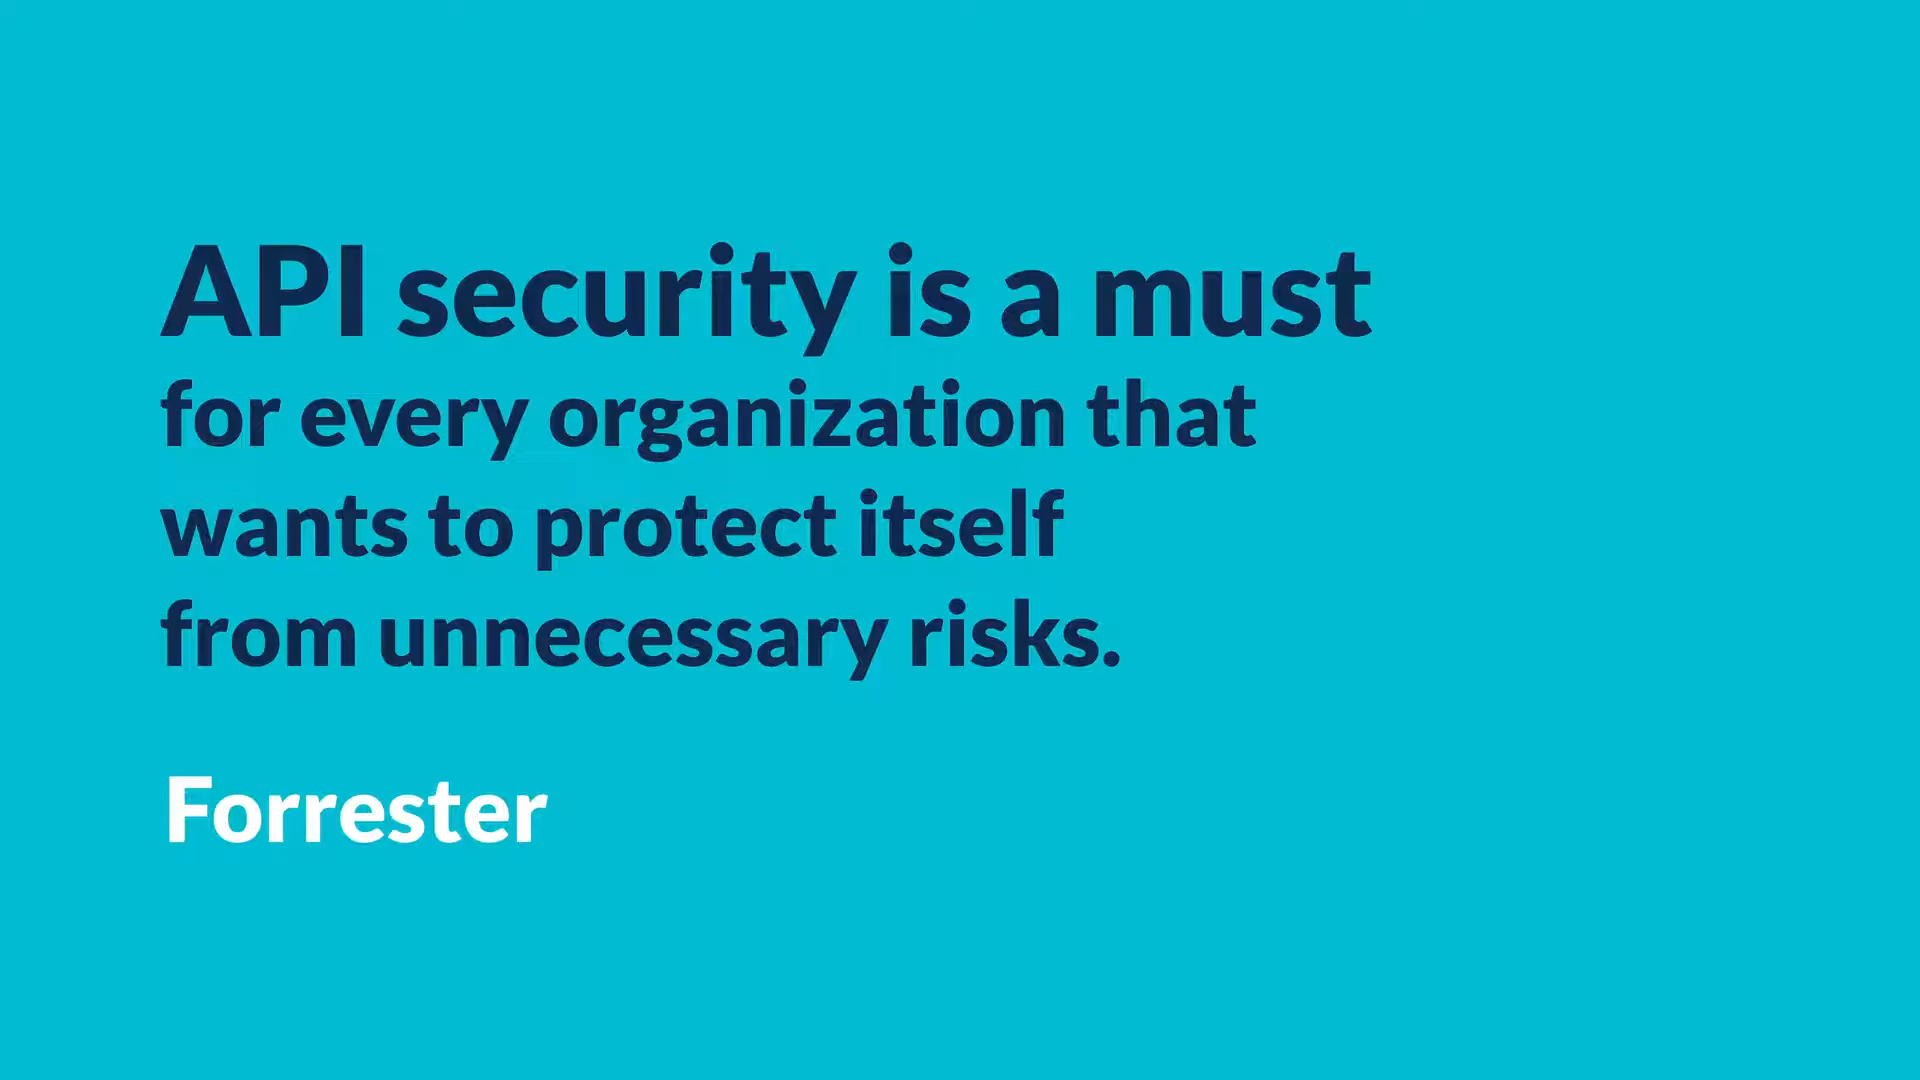 API security is a must
for every organization that
wants to protect itself
from unnecessary risks.
Forrester